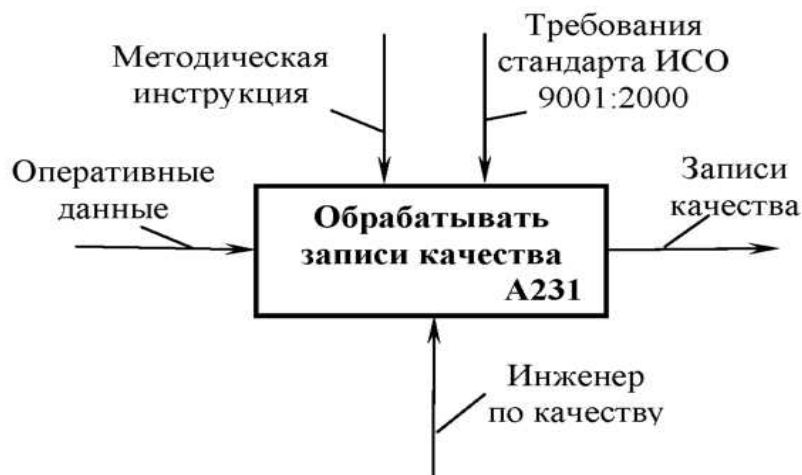 Методическая
инструкция
Требования
стандарта ИСО
9001:2000
Оперативные
данные
Обрабатывать
записи качества
А231
Записи
качества
Инженер
по качеству